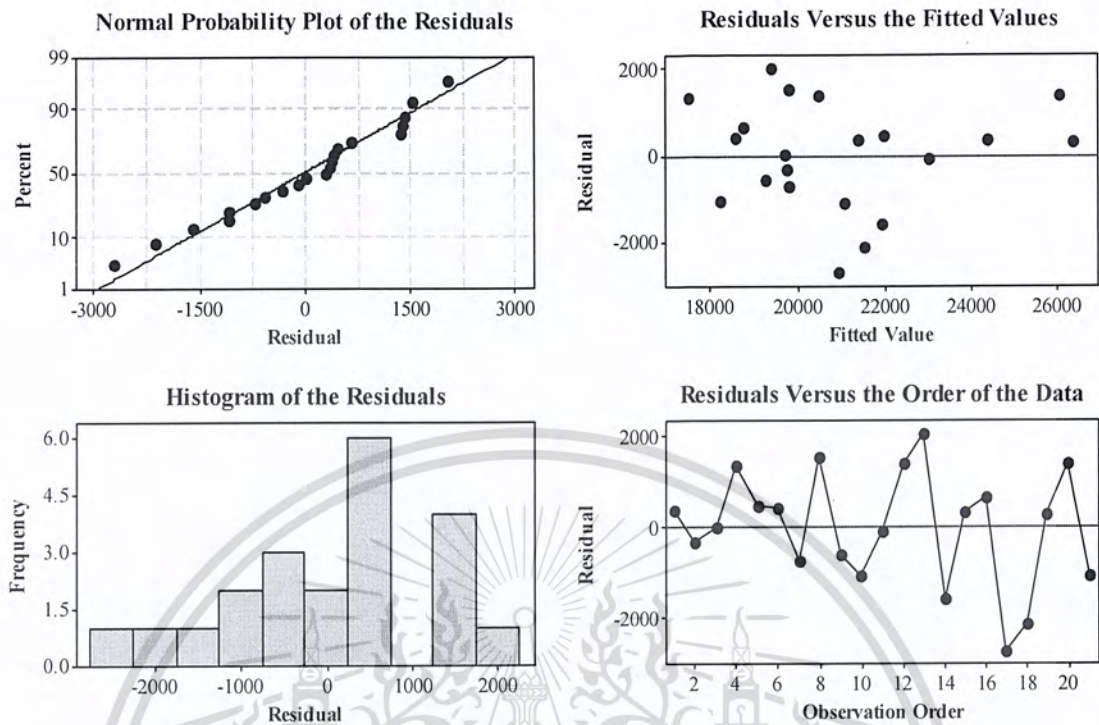 Normal Probability Plot of the Residuals
99
90
50
10
1
Percent
-3000 -1500 0 1500 3000
Residual
Residuals Versus the Fitted Values
2000
0
-2000
Residual
18000 20000 22000 24000 26000
Fitted Value
Histogram of the Residuals
6.0
4.5
3.0
1.5
0.0
Frequency
-2000 -1000 0 1000 2000
Residual
Residuals Versus the Order of the Data
2000
0
-2000
Residual
2 4 6 8 10 12 14 16 18 20
Observation Order